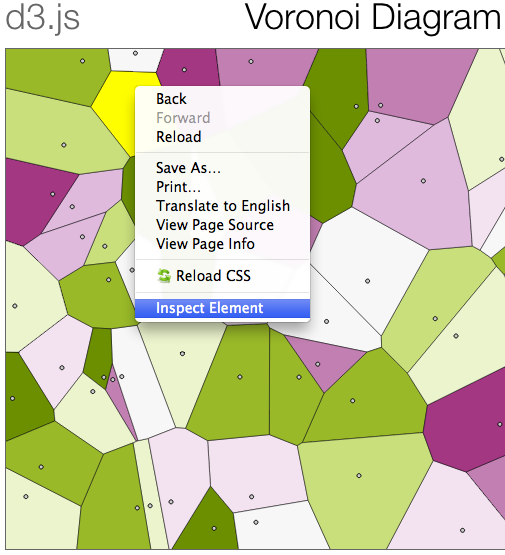 d3.js
Voronoi Diagram
Back
Forward
Reload
Save As...
Print...
Translate to English
View Page Source
View Page Info
Reload CSS
Inspect Element